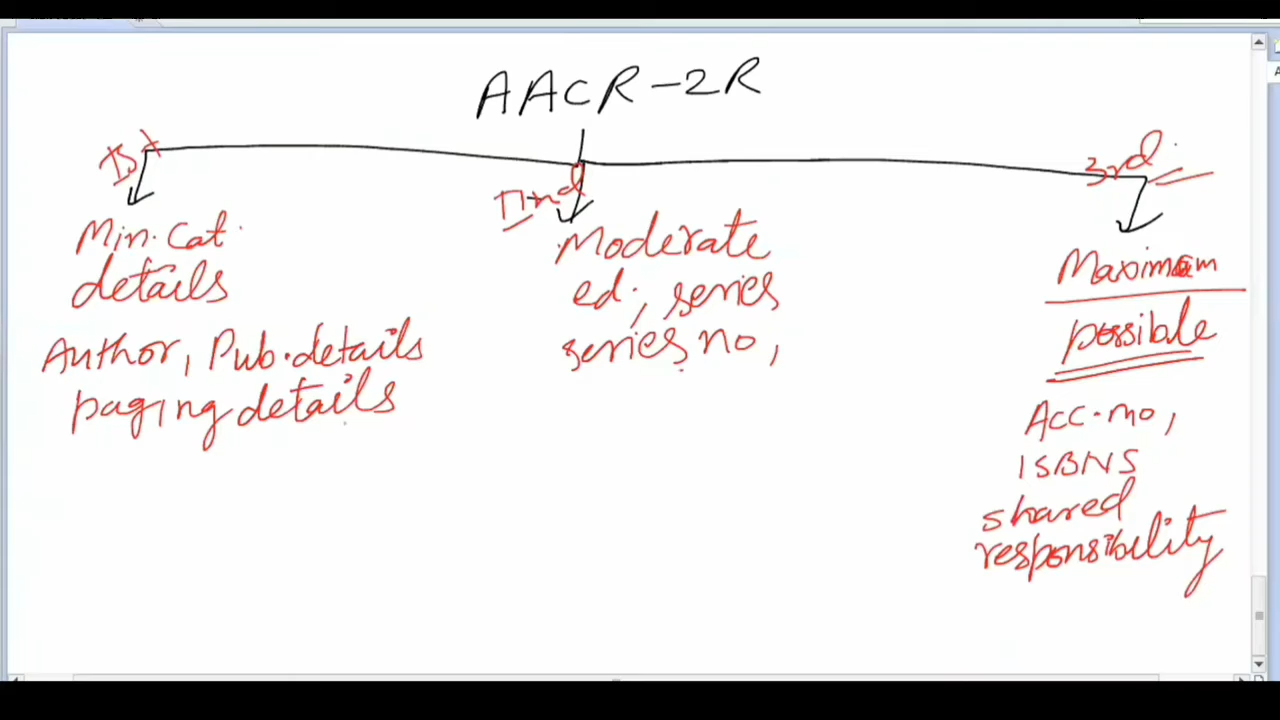 AACR-2R
Ist
IInd
3rd
Min. Cat.
details
Author, Pub. details
paging details
Moderate
ed., series
series no,
Maximum
possible
Acc. no,
ISBNS
shared
responsibility